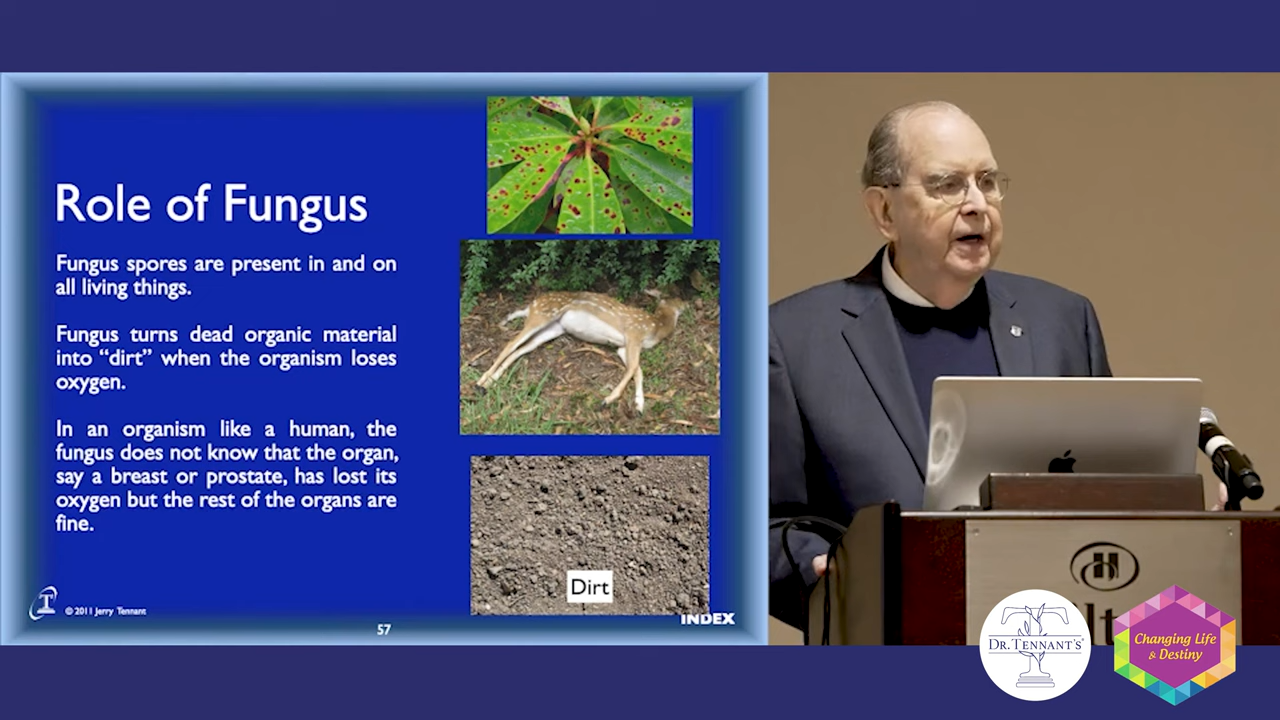 Role of Fungus
Fungus spores are present in and on
all living things.
Fungus turns dead organic material
into “dirt” when the organism loses
oxygen.
In an organism like a human, the
fungus does not know that the organ,
say a breast or prostate, has lost its
oxygen but the rest of the organs are
fine.
Dirt
T
© 2011 Jerry Tennant
57
INDEX
H
DR. TENNANT'S®
Changing Life
& Destiny